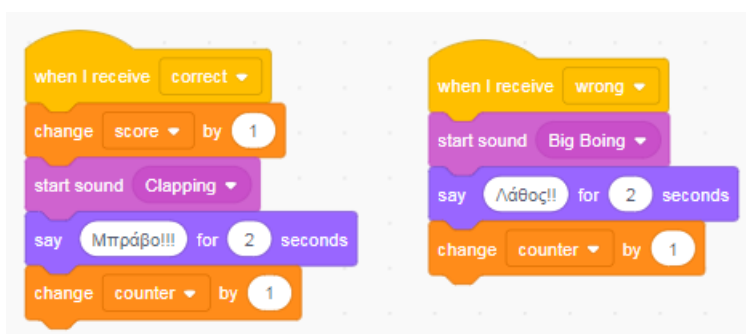 when I receive correct
change score by 1
start sound Clapping
say Μπράβο!!! for 2 seconds
change counter by 1
when I receive wrong
start sound Big Boing
say Λάθος!! for 2 seconds
change counter by 1